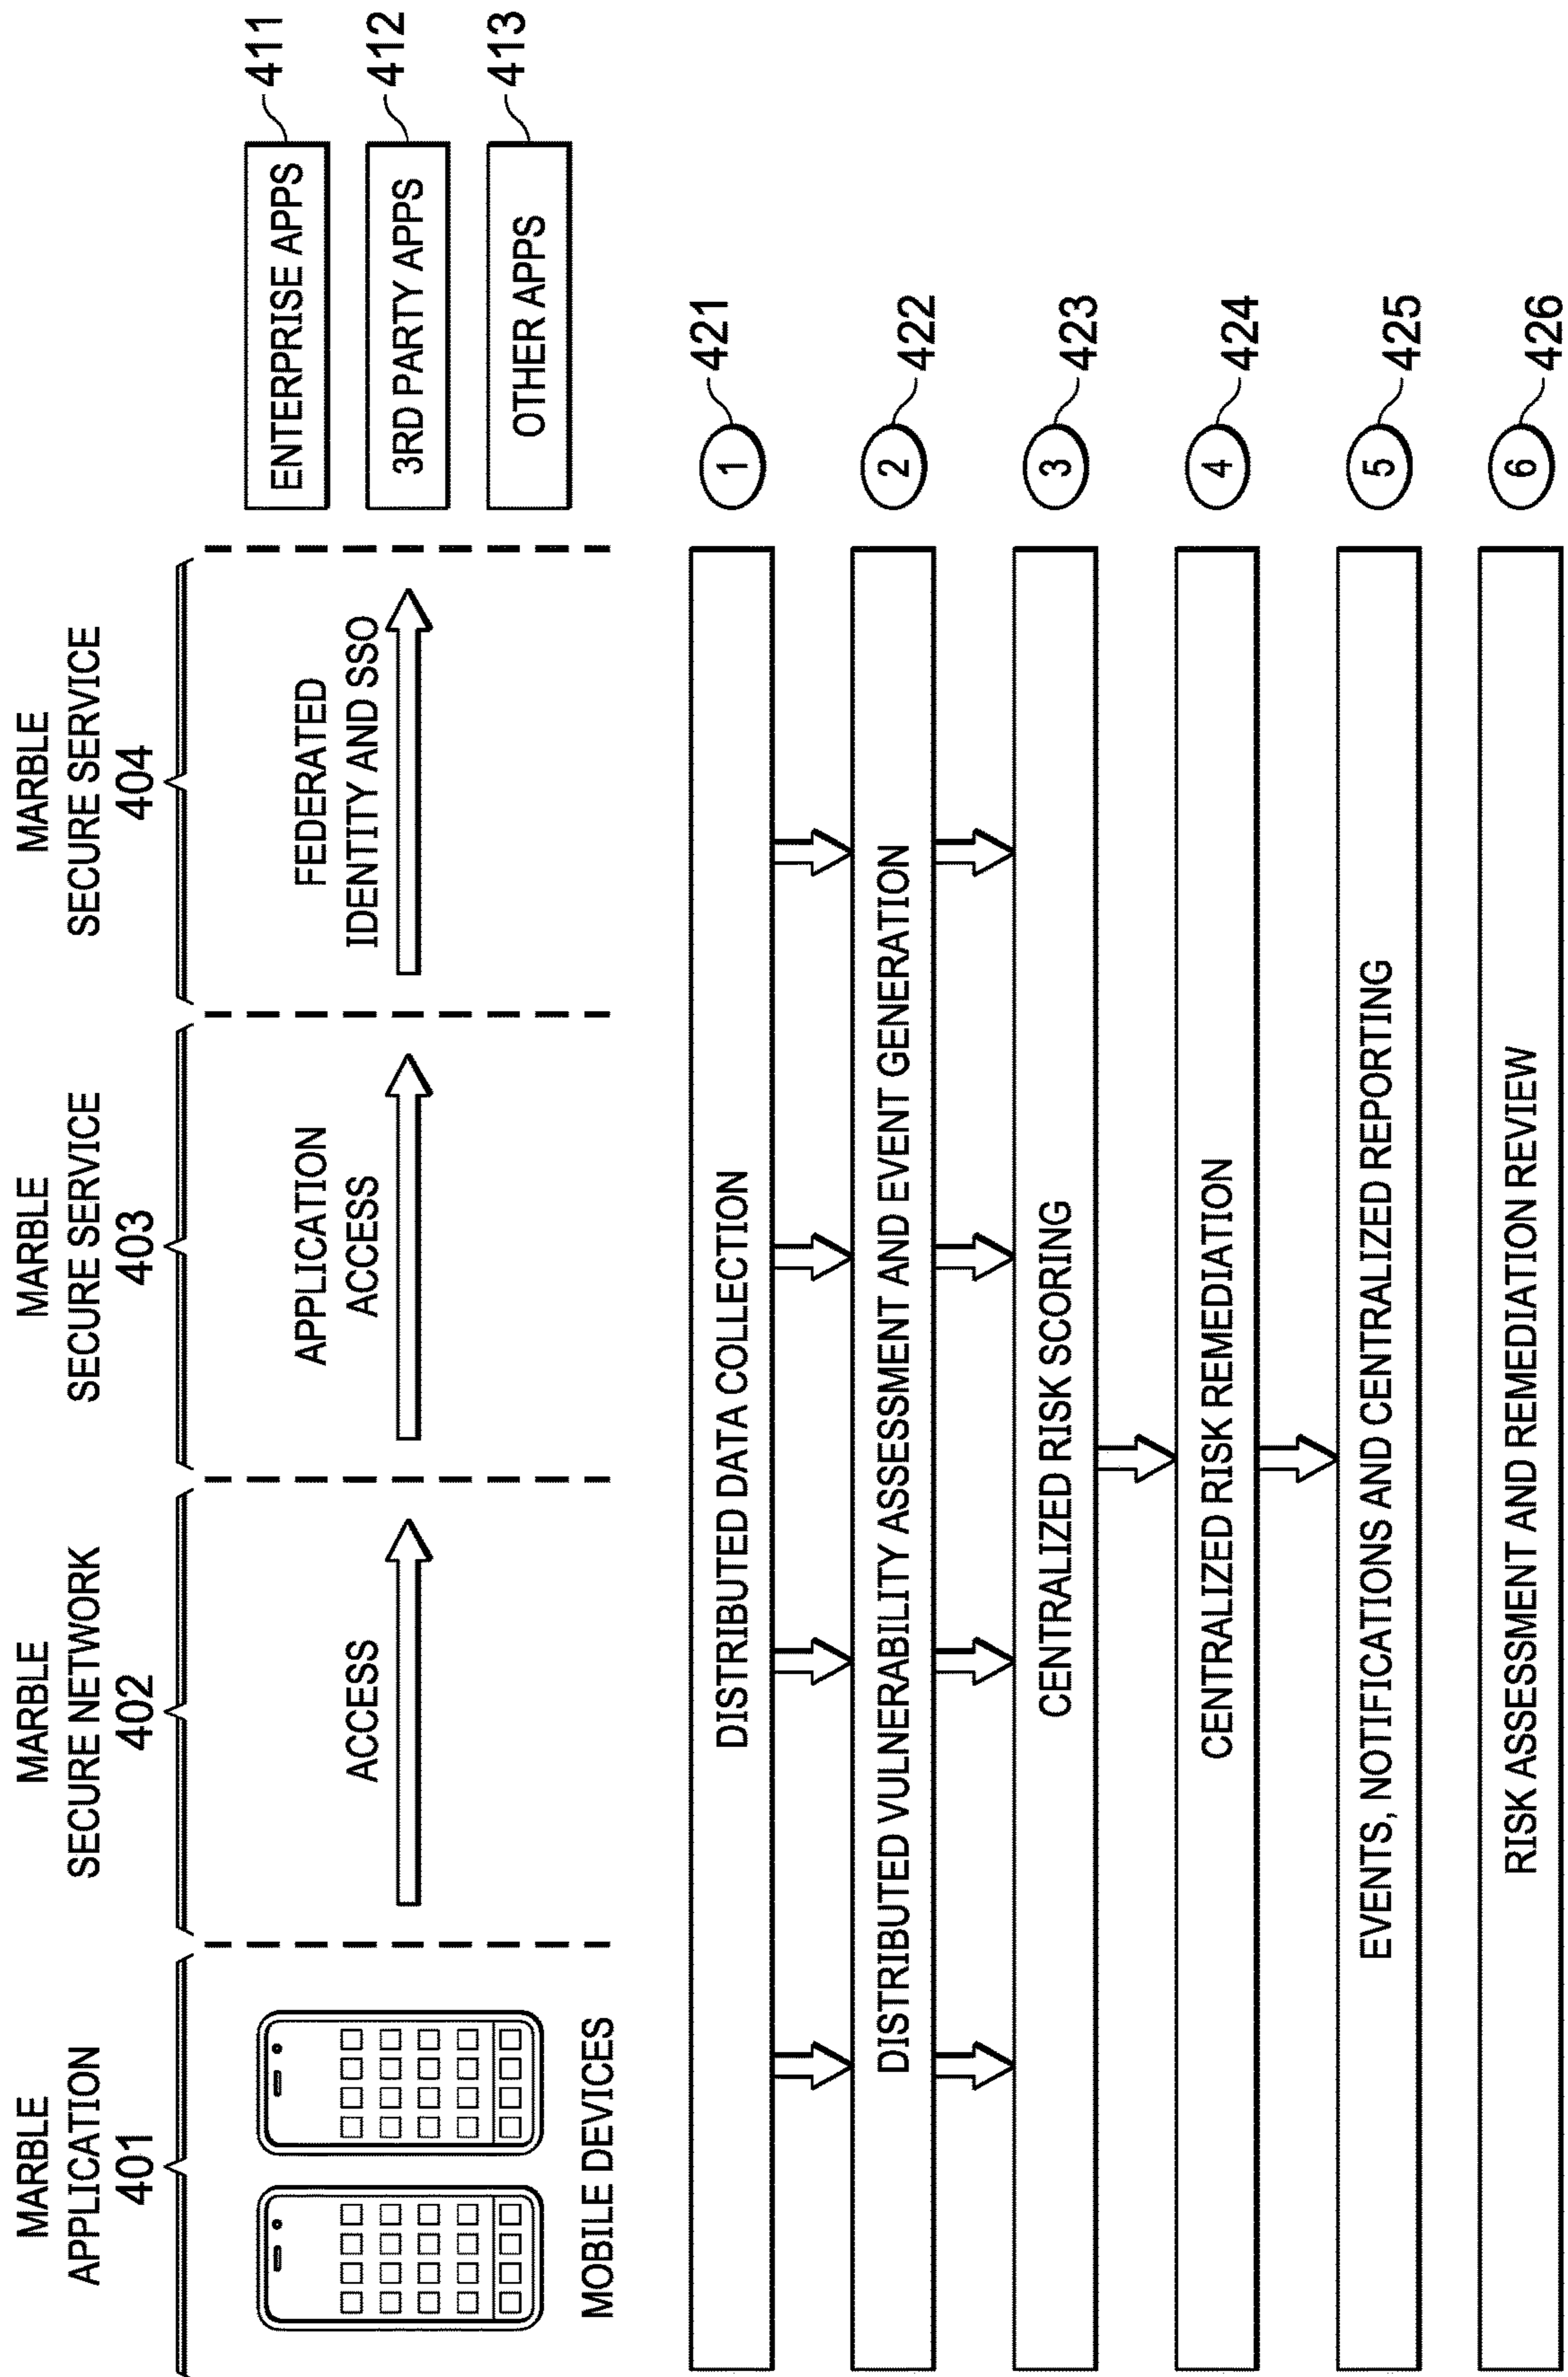 MARBLE
APPLICATION
401
MARBLE
SECURE NETWORK
402
MARBLE
SECURE SERVICE
403
MARBLE
SECURE SERVICE
404
MOBILE DEVICES
ACCESS
APPLICATION
ACCESS
FEDERATED
IDENTITY AND SSO
ENTERPRISE APPS
411
3RD PARTY APPS
412
OTHER APPS
413
DISTRIBUTED DATA COLLECTION
1
421
DISTRIBUTED VULNERABILITY ASSESSMENT AND EVENT GENERATION
2
422
CENTRALIZED RISK SCORING
3
423
CENTRALIZED RISK REMEDIATION
4
424
EVENTS, NOTIFICATIONS AND CENTRALIZED REPORTING
5
425
RISK ASSESSMENT AND REMEDIATION REVIEW
6
426